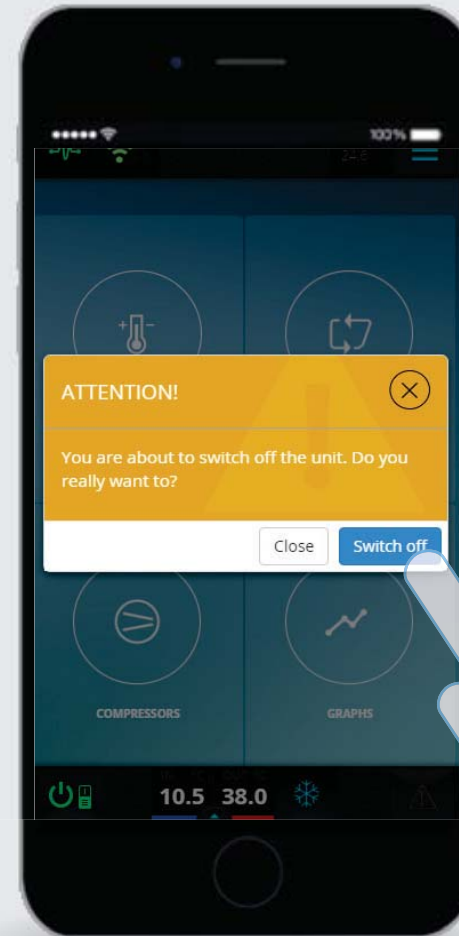 100%
ATTENTION!
You are about to switch off the unit. Do you
really want to?
Close
Switch off
COMPRESSORS
GRAPHS
10.5 38.0